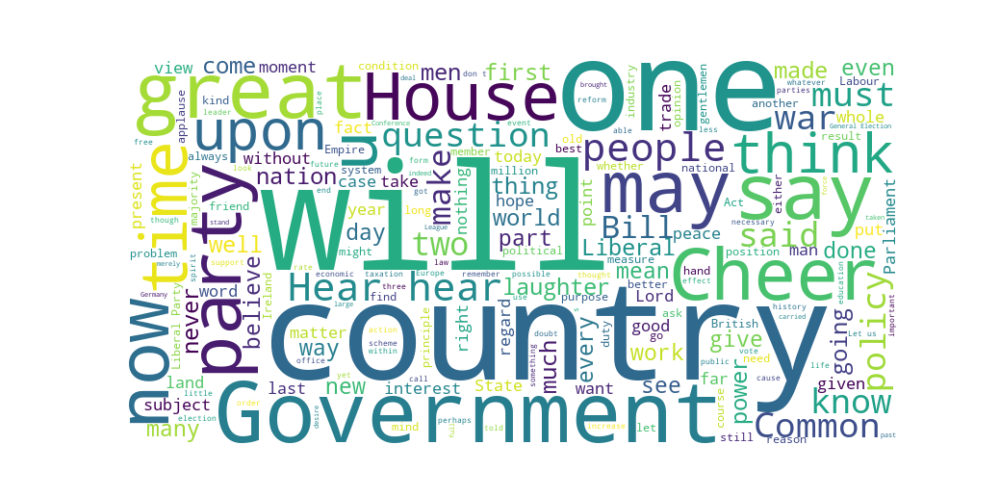 view come moment condition deal don t first men made even whatever Labour
great House one
kind leader applause upon fact question member place Conference event reform brought parties another gentlemen must
industry trade opinion able less war whole General Election result
free always without Empire system future old best people think
time u nation case take today million whether national
present though majority friend look end form indeed got thing hope point may say either
now party will make nothing world Act necessary
problem stand year long league part Bill peace said man put taken
spirit day might two political Liberal position done Parliament
well support believe rate law measure
merely word Ireland economic taxation Europe remember possible thought mean better hand effect Cheer education
Germany never Hear hear laughter Lord going policy important
Liberal Party large three find use purpose history carried
country
matter action principle right regard doubt every duty good ask go British Let us
way scheme within work give public vote need life
office yet something much
land little last new call interest State want see far power cause given know
subject order Government
election desire mind perhaps full told increase let course still reason Common past
many